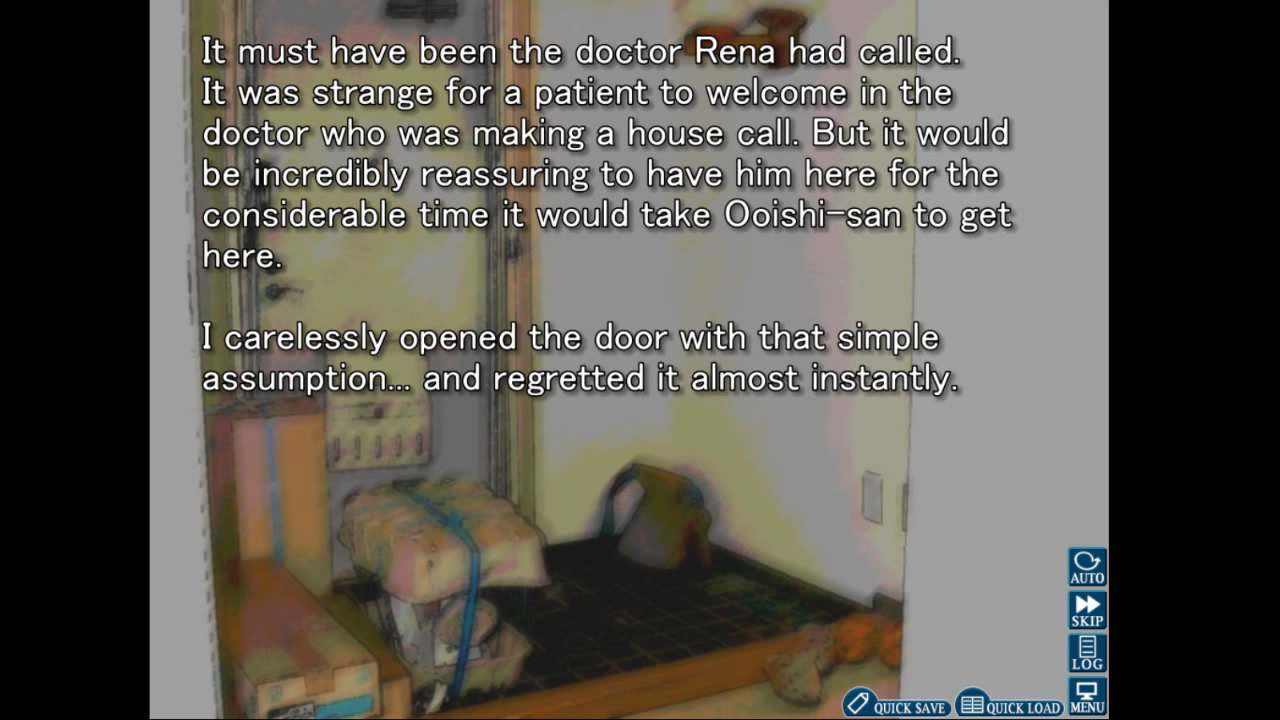 It must have been the doctor Rena had called.
It was strange for a patient to welcome in the
doctor who was making a house call. But it would
be incredibly reassuring to have him here for the
considerable time it would take Ooishi-san to get
here.
I carelessly opened the door with that simple
assumption... and regretted it almost instantly.
AUTO
SKIP
LOG
MENU
QUICK SAVE
QUICK LOAD